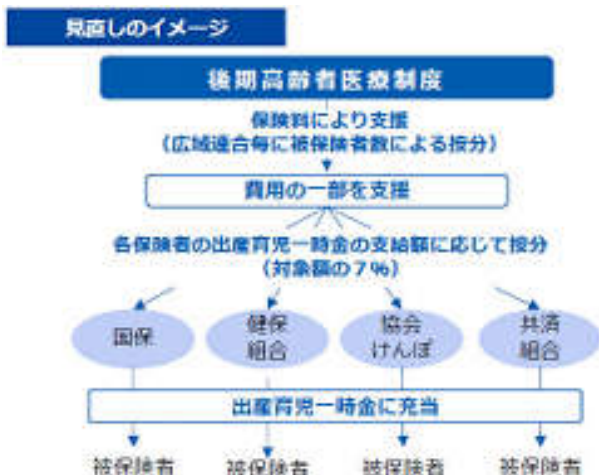 見直しのイメージ
後期高齢者医療制度
保険料により支援
（広域連合毎に被保険者数による按分）
費用の一部を支援
各保険者の出産育児一時金の支給額に応じて按分
（対象額の７％）
国保
健保
組合
協会
けんぽ
共済
組合
出産育児一時金に充当
被保険者
被保険者
被保険者
被保険者